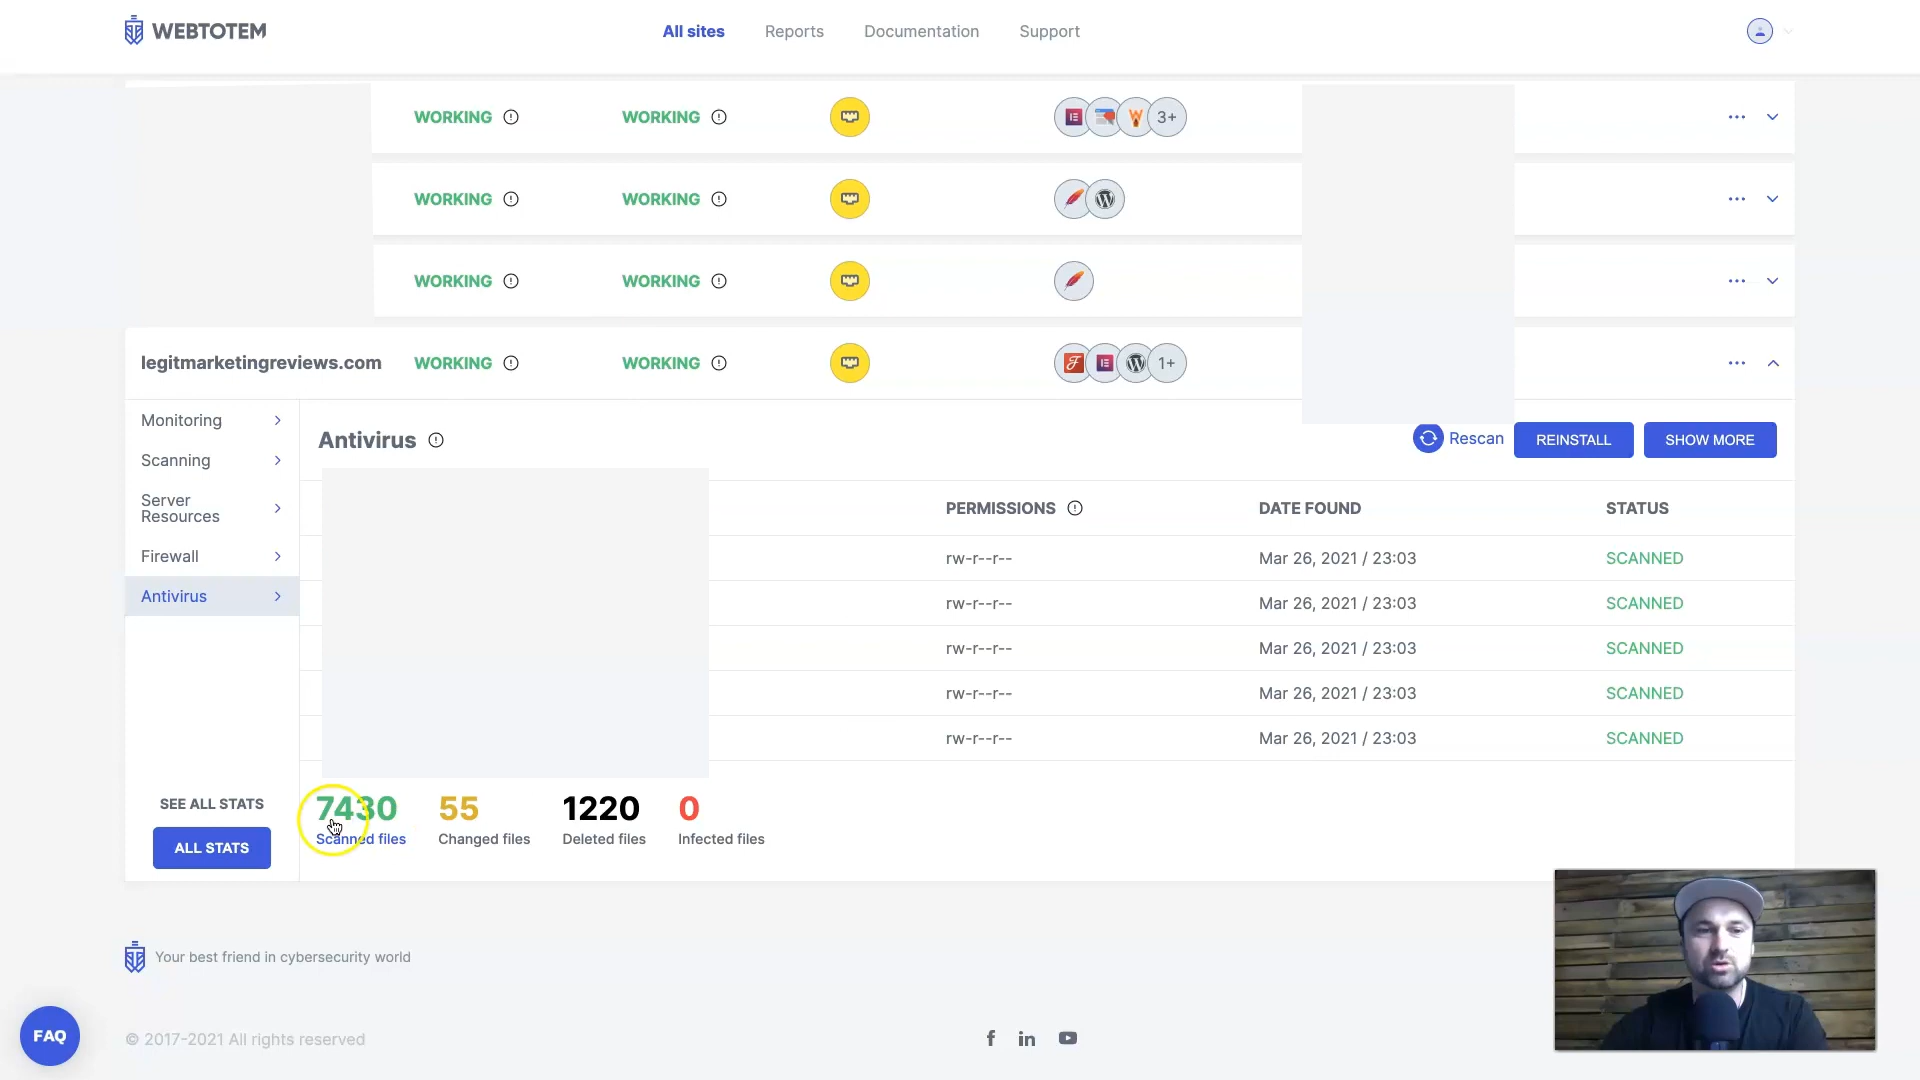 WEBTOTEM
All sites
Reports
Documentation
Support
WORKING
WORKING
3+
WORKING
WORKING
WORKING
WORKING
legitmarketingreviews.com
WORKING
WORKING
1+
Monitoring
Scanning
Server
Resources
Firewall
Antivirus
SEE ALL STATS
ALL STATS
Antivirus
Rescan
REINSTALL
SHOW MORE
PERMISSIONS
DATE FOUND
STATUS
rw-r--r--
Mar 26, 2021 / 23:03
SCANNED
rw-r--r--
Mar 26, 2021 / 23:03
SCANNED
rw-r--r--
Mar 26, 2021 / 23:03
SCANNED
rw-r--r--
Mar 26, 2021 / 23:03
SCANNED
rw-r--r--
Mar 26, 2021 / 23:03
SCANNED
7430
Scanned files
55
Changed files
1220
Deleted files
0
Infected files
Your best friend in cybersecurity world
FAQ
© 2017-2021 All rights reserved